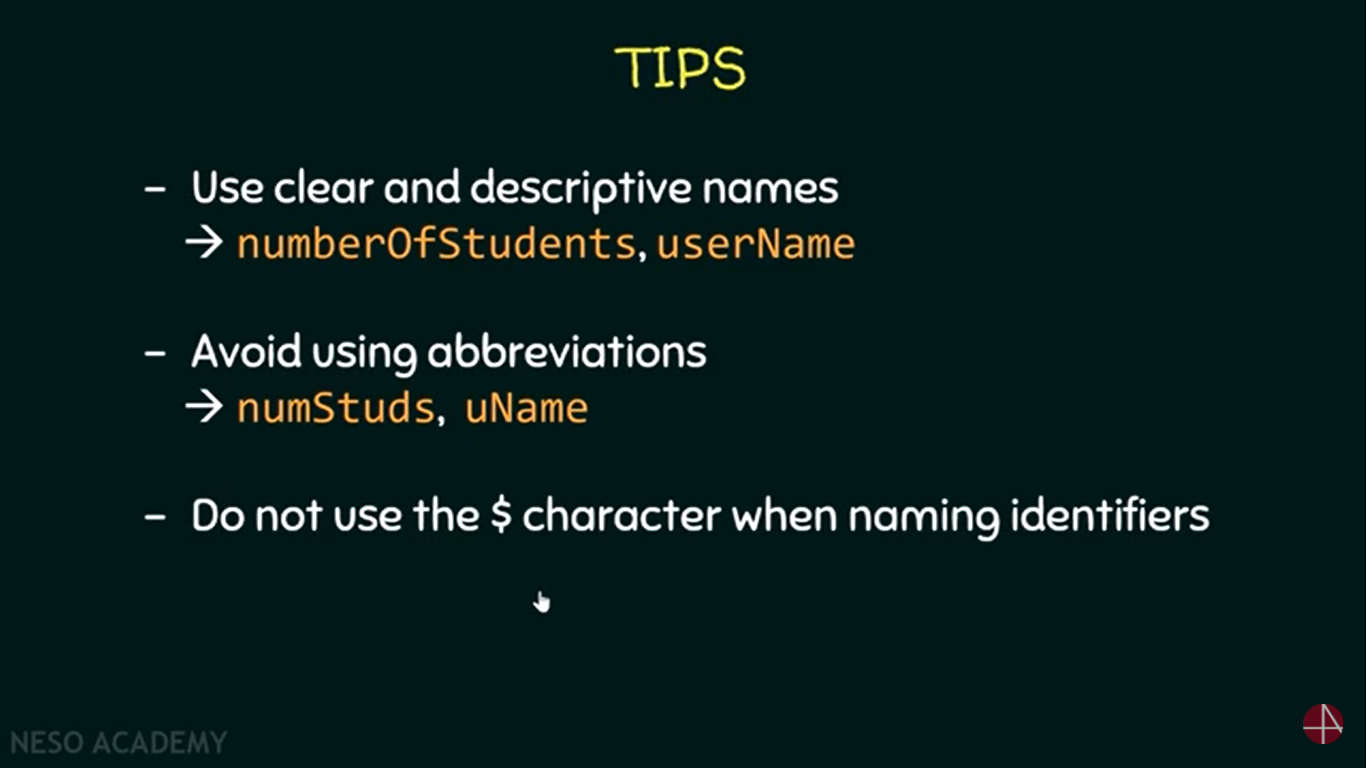 TIPS
– Use clear and descriptive names
→ numberOfStudents, userName
– Avoid using abbreviations
→ numStuds, uName
– Do not use the $ character when naming identifiers
NESO ACADEMY